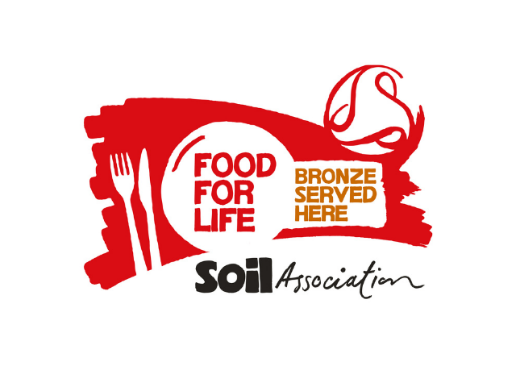 FOOD
FOR
LIFE
BRONZE
SERVED
HERE
Soil Association